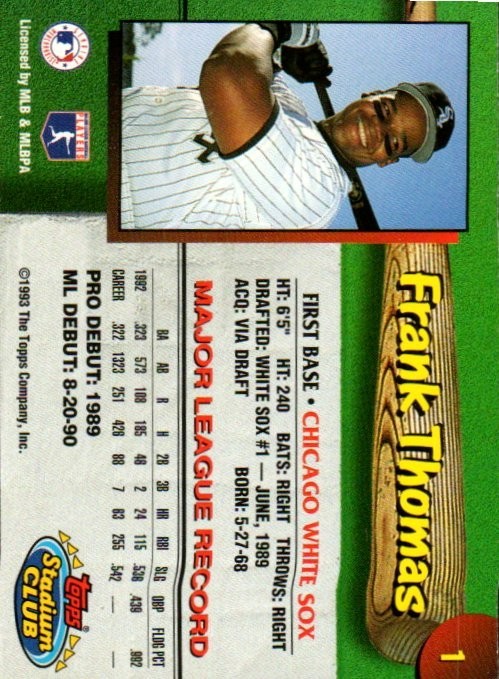 1
Frank Thomas
FIRST BASE • CHICAGO WHITE SOX
HT: 6'5" HT: 240 BATS: RIGHT THROWS: RIGHT
DRAFTED: WHITE SOX #1 — JUNE, 1989
ACQ: VIA DRAFT BORN: 5-27-68
MAJOR LEAGUE RECORD
BA AB R H 2B 3B HR RBI SLG OBP FLDG PCT
1992 .323 573 108 185 46 2 24 115 .536 .439 .992
CAREER .322 1323 251 426 88 7 63 255 .542 — —
PRO DEBUT: 1989
ML DEBUT: 8-20-90
©1993 The Topps Company, Inc.
Topps®
Stadium
CLUB
PLAYERS
Licensed by MLB & MLBPA